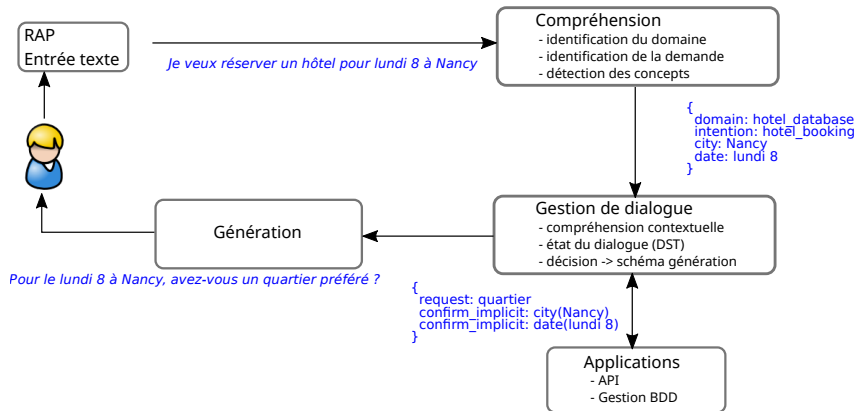 RAP
Entrée texte
Je veux réserver un hôtel pour lundi 8 à Nancy
Compréhension
- identification du domaine
- identification de la demande
- détection des concepts
{
domain: hotel_database
intention: hotel_booking
city: Nancy
date: lundi 8
}
Gestion de dialogue
- compréhension contextuelle
- état du dialogue (DST)
- décision -> schéma génération
Génération
Pour le lundi 8 à Nancy, avez-vous un quartier préféré ?
{
request: quartier
confirm_implicit: city(Nancy)
confirm_implicit: date(lundi 8)
}
Applications
- API
- Gestion BDD